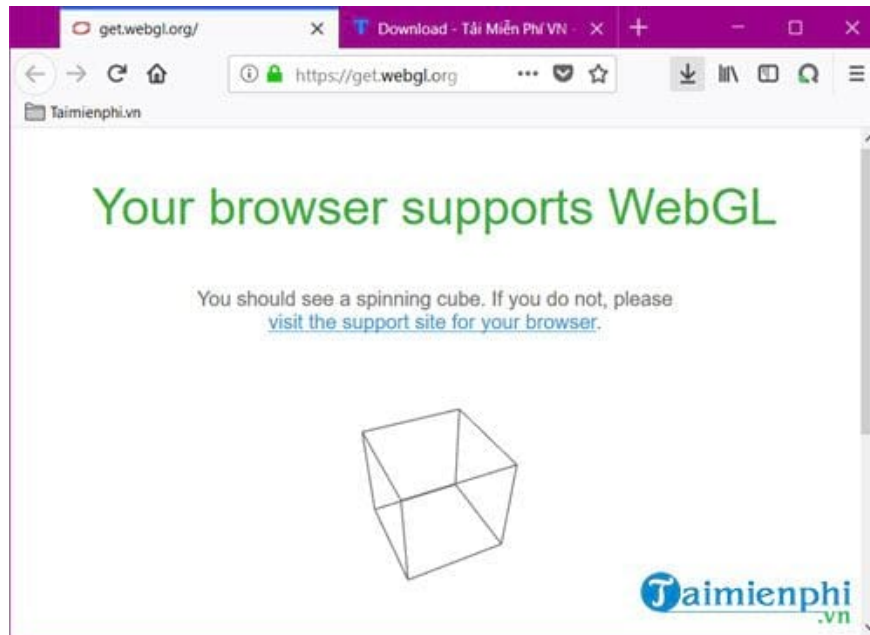 get.webgl.org/
Download - Tải Miễn Phí VN -
https://get.webgl.org
Taimienphi.vn
Your browser supports WebGL
You should see a spinning cube. If you do not, please
visit the support site for your browser.
Taimienphi
.vn